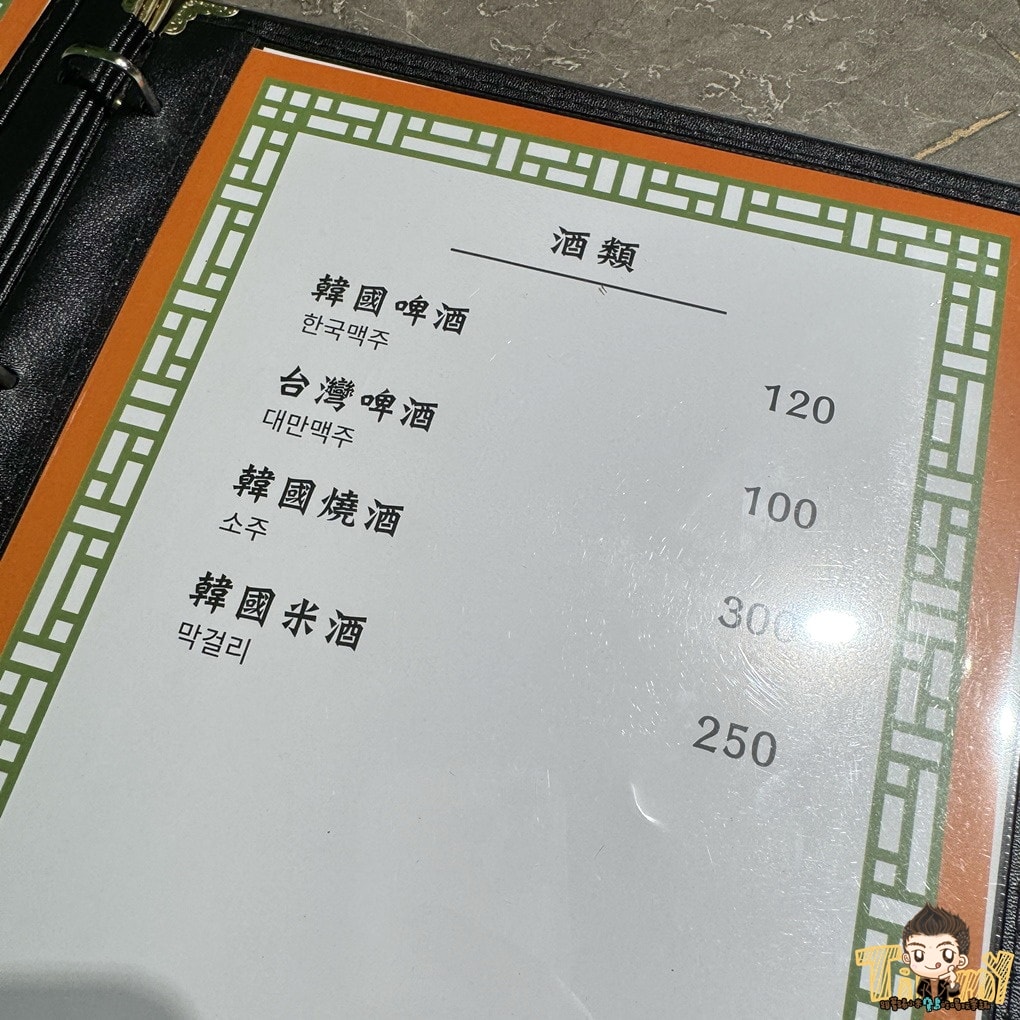 酒類
韓國啤酒
한국맥주
120
台灣啤酒
대만맥주
100
韓國燒酒
소주
300
韓國米酒
막걸리
250